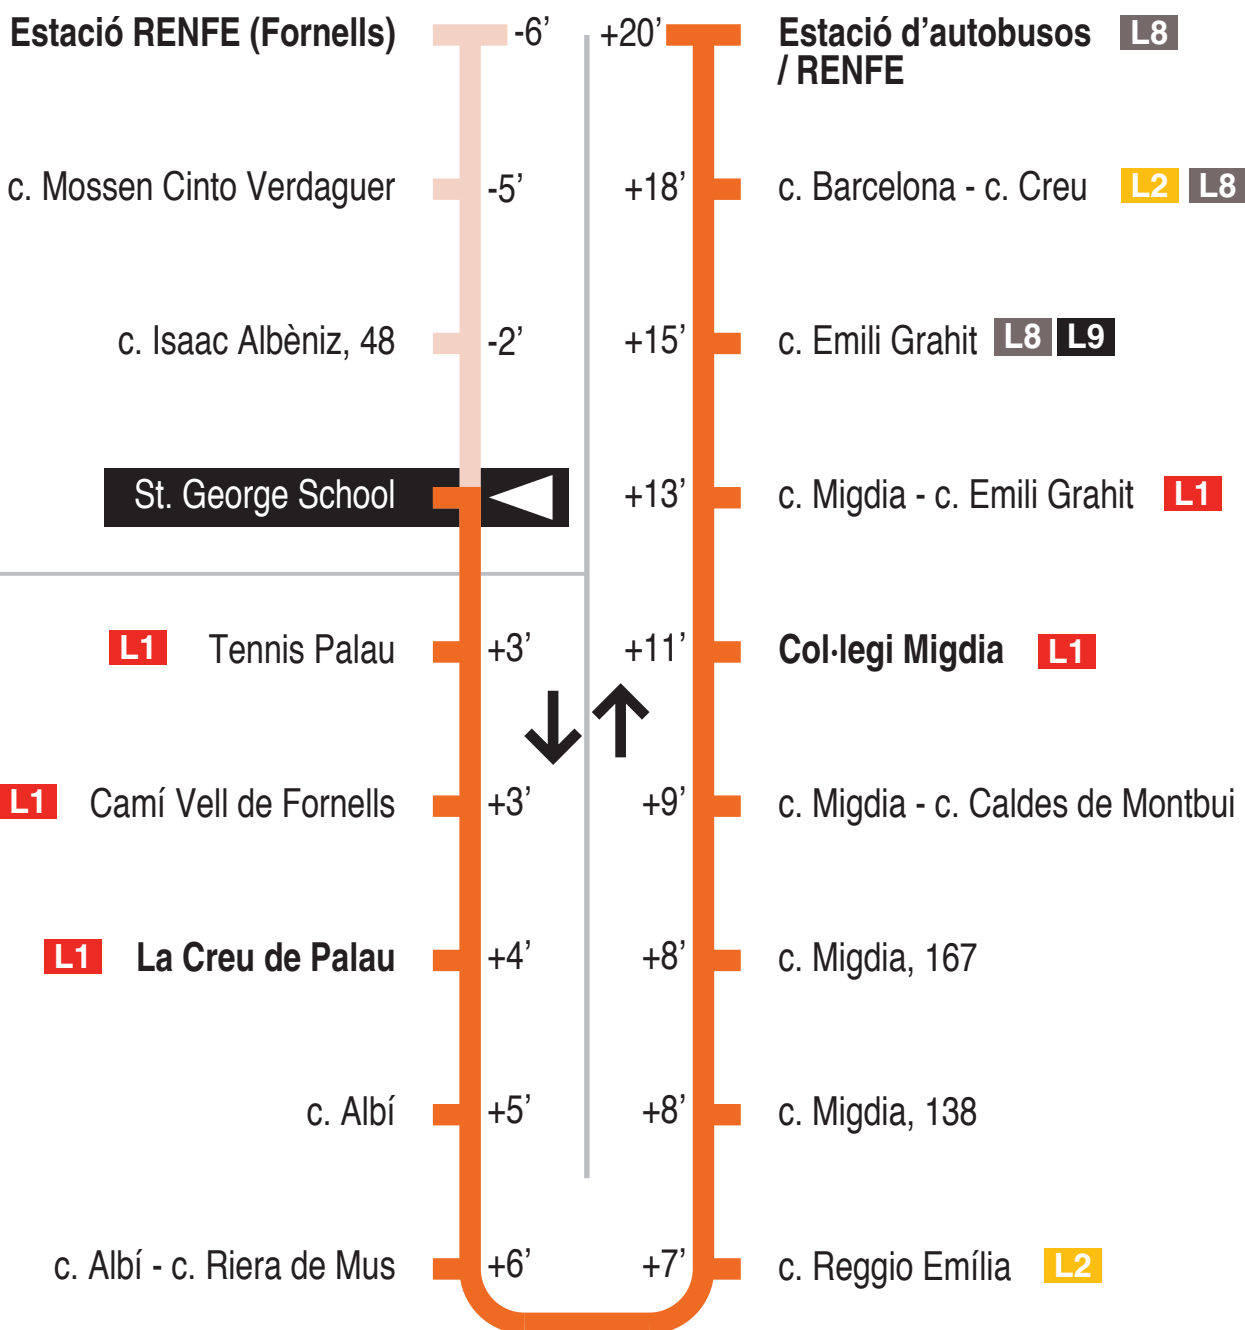 Estació RENFE (Fornells) -6’
c. Mossen Cinto Verdaguer -5’
c. Isaac Albèniz, 48 -2’
St. George School
L1 Tennis Palau +3’
L1 Camí Vell de Fornells +3’
L1 La Creu de Palau +4’
c. Albí +5’
c. Albí - c. Riera de Mus +6’
+20’ Estació d’autobusos L8
/ RENFE
+18’ c. Barcelona - c. Creu L2 L8
+15’ c. Emili Grahit L8 L9
+13’ c. Migdia - c. Emili Grahit L1
+11’ Col·legi Migdia L1
+9’ c. Migdia - c. Caldes de Montbui
+8’ c. Migdia, 167
+8’ c. Migdia, 138
+7’ c. Reggio Emília L2